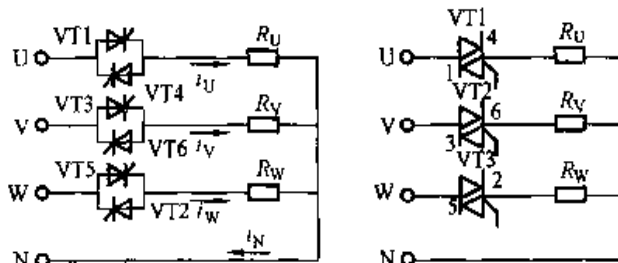 VT1
R_U
U
VT4
i_U
VT3
R_V
V
VT6
i_V
VT5
R_W
W
VT2
i_W
i_N
N
VT1
4
R_U
U
1
VT2
6
R_V
V
3
VT3
2
R_W
W
5
N